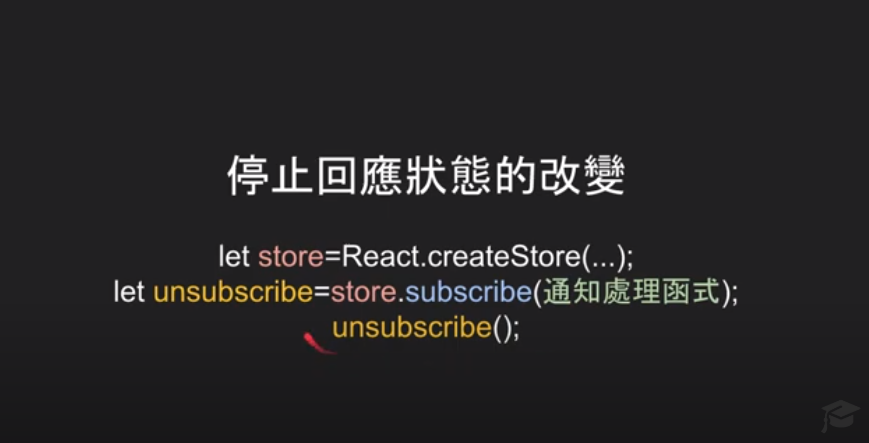 停止回應狀態的改變
let store=React.createStore(...);
let unsubscribe=store.subscribe(通知處理函式);
unsubscribe();